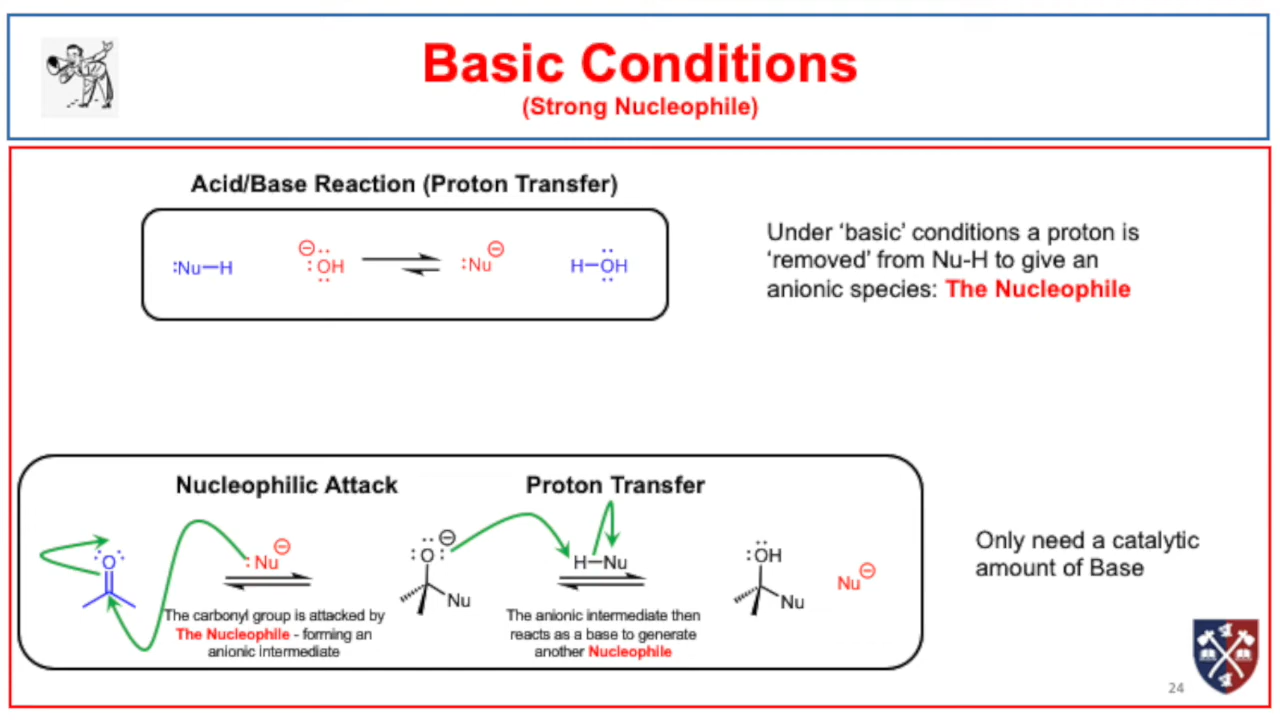 Basic Conditions
(Strong Nucleophile)
Acid/Base Reaction (Proton Transfer)
:Nu—H
⊖
:OH
:Nu
⊖
H–OH
Under ‘basic’ conditions a proton is
‘removed’ from Nu-H to give an
anionic species: The Nucleophile
Nucleophilic Attack
Proton Transfer
:O:
:Nu
⊖
:O:
⊖
Nu
H—Nu
:OH
Nu
Nu
⊖
The carbonyl group is attacked by
The Nucleophile - forming an
anionic intermediate
The anionic intermediate then
reacts as a base to generate
another Nucleophile
Only need a catalytic
amount of Base
24